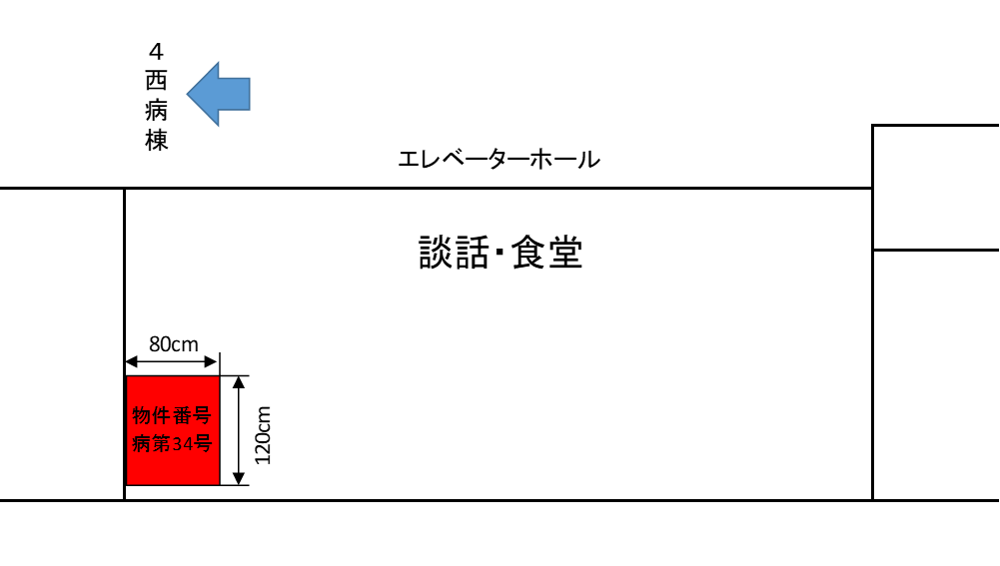 ４西病棟
エレベーターホール
談話・食堂
80cm
物件番号
病第34号
120cm